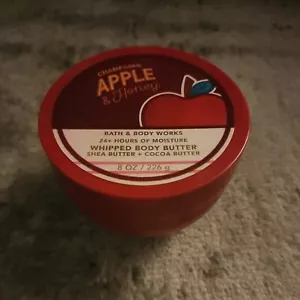 CHAMPAGNE
APPLE
& Honey
BATH & BODY WORKS
24+ HOURS OF MOISTURE
WHIPPED BODY BUTTER
SHEA BUTTER + COCOA BUTTER
8 OZ / 226 g